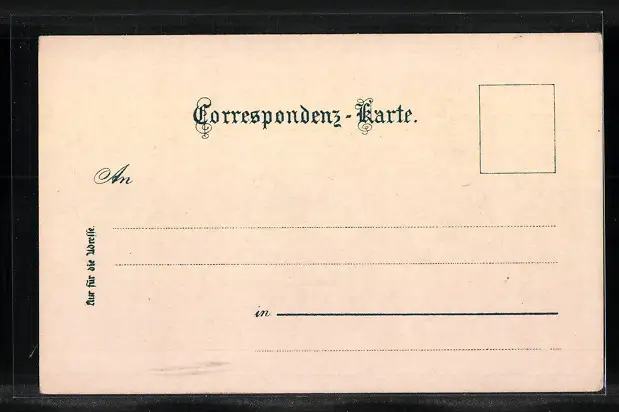 Correspondenz-Karte.
An
Nur für die Adresse.
in